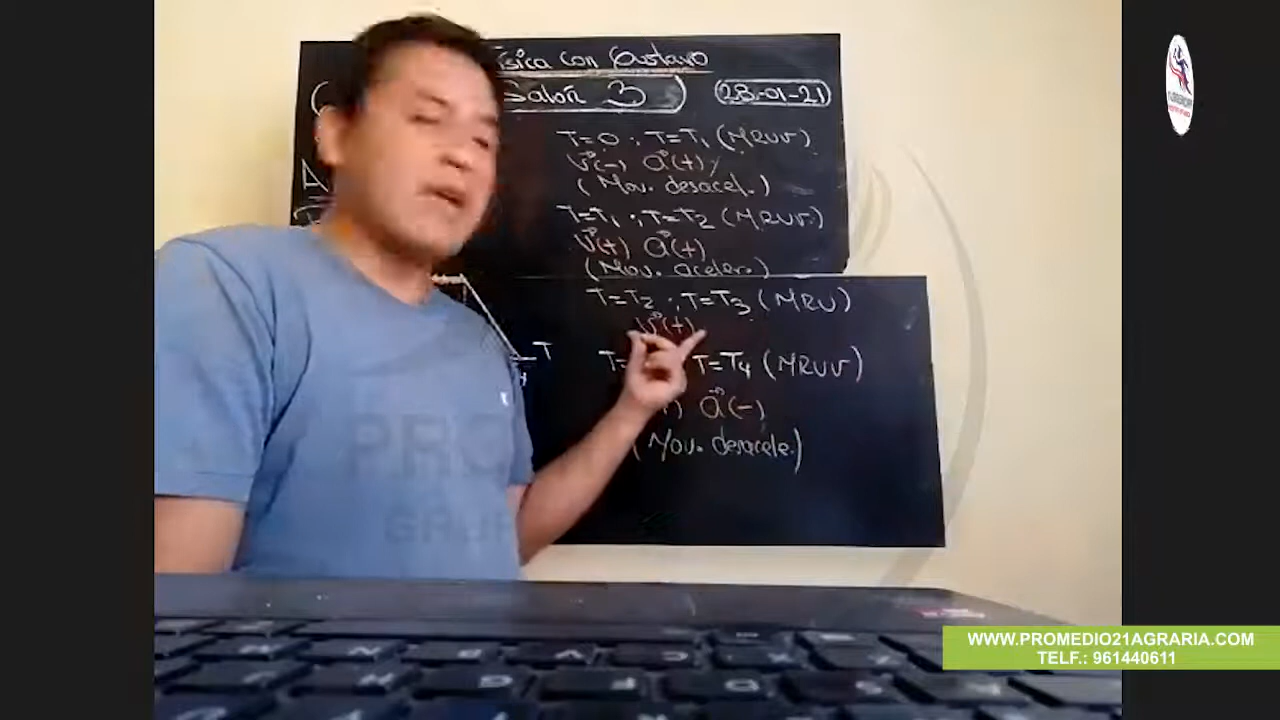 Física con Gustavo
Salón 3
(28-01-21)
T=0 ; T=T1 (MRUV)
V(-) a(+)
(Mov. desacel.)
T=T1 ; T=T2 (MRUV)
V(+) a(+)
(Mov. aceler.)
T=T2 ; T=T3 (MRU)
V(+)
T
T= T=T4 (MRUV)
a(-)
(Mov. desacele.)
WWW.PROMEDIO21AGRARIA.COM
TELF.: 961440611